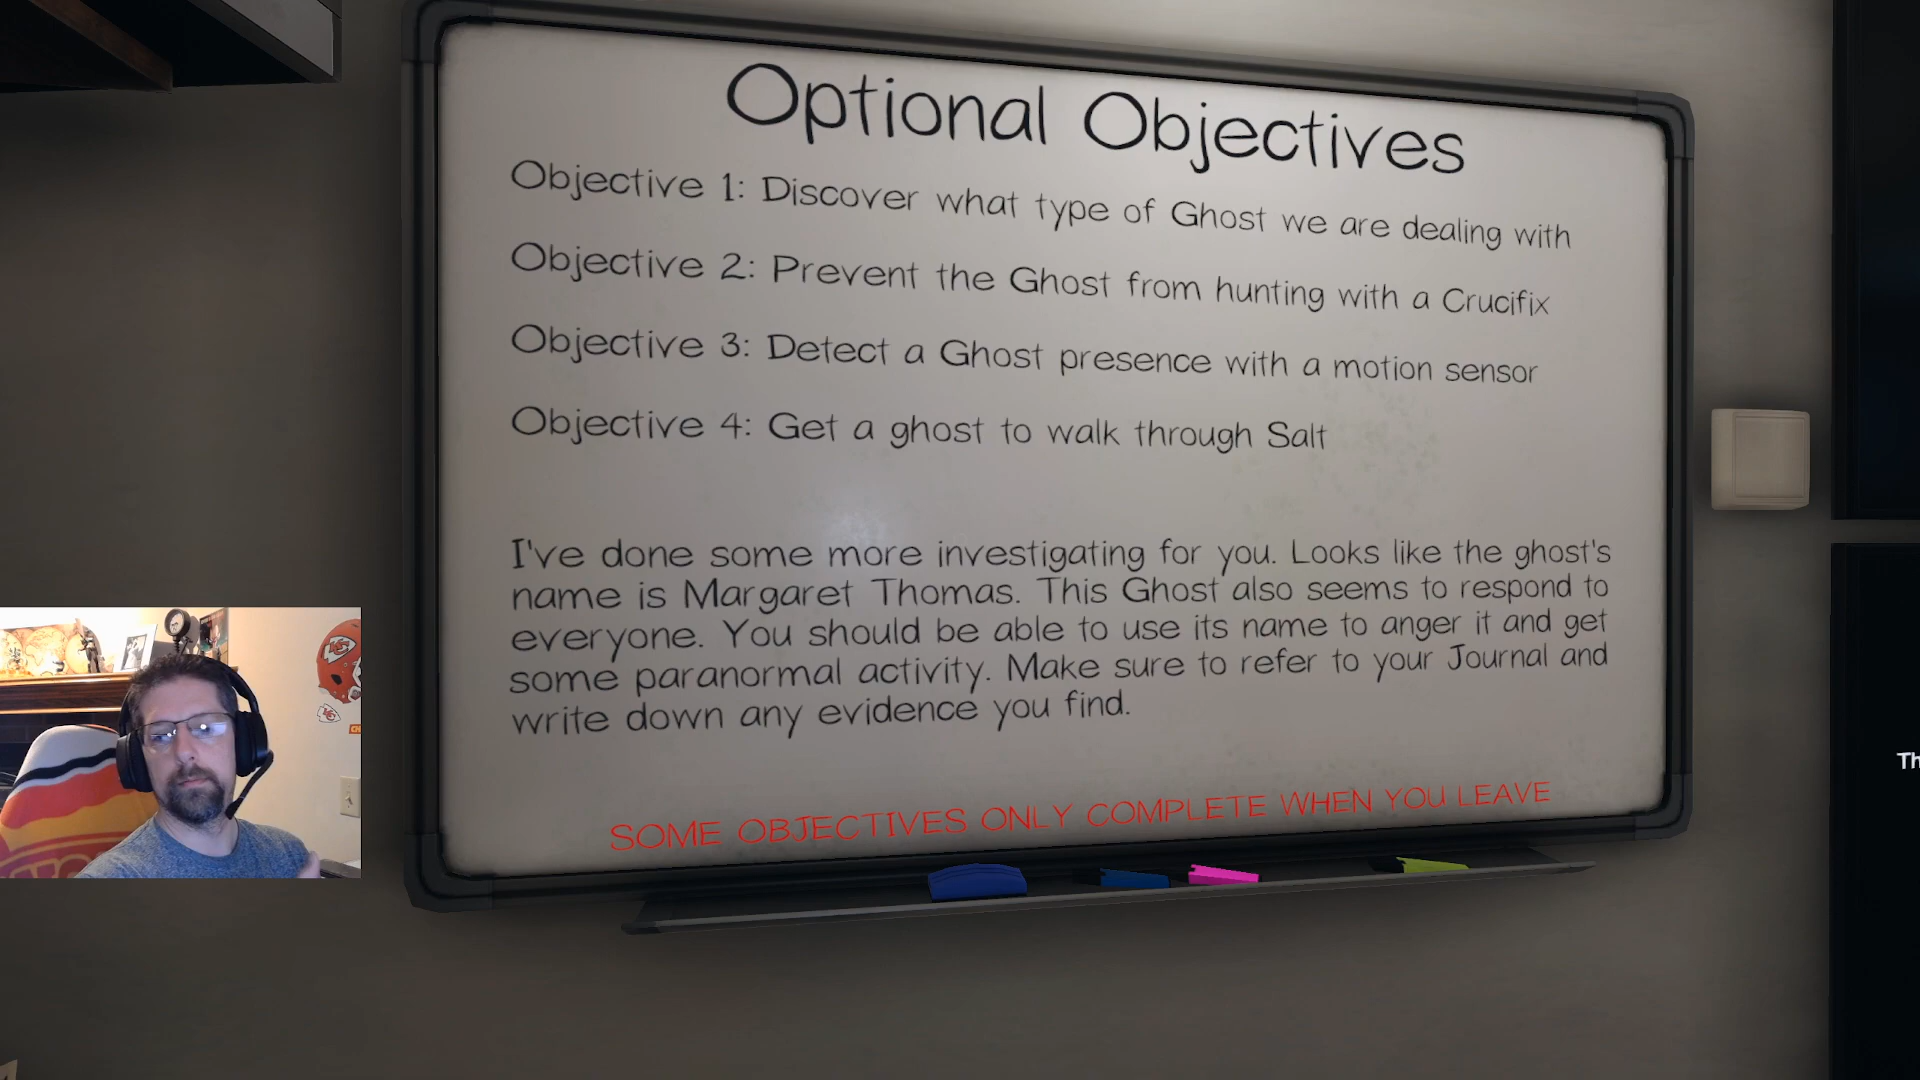 Optional Objectives
Objective 1: Discover what type of Ghost we are dealing with
Objective 2: Prevent the Ghost from hunting with a Crucifix
Objective 3: Detect a Ghost presence with a motion sensor
Objective 4: Get a ghost to walk through Salt
I've done some more investigating for you. Looks like the ghost's
name is Margaret Thomas. This Ghost also seems to respond to
everyone. You should be able to use its name to anger it and get
some paranormal activity. Make sure to refer to your Journal and
write down any evidence you find.
SOME OBJECTIVES ONLY COMPLETE WHEN YOU LEAVE
Th
KC